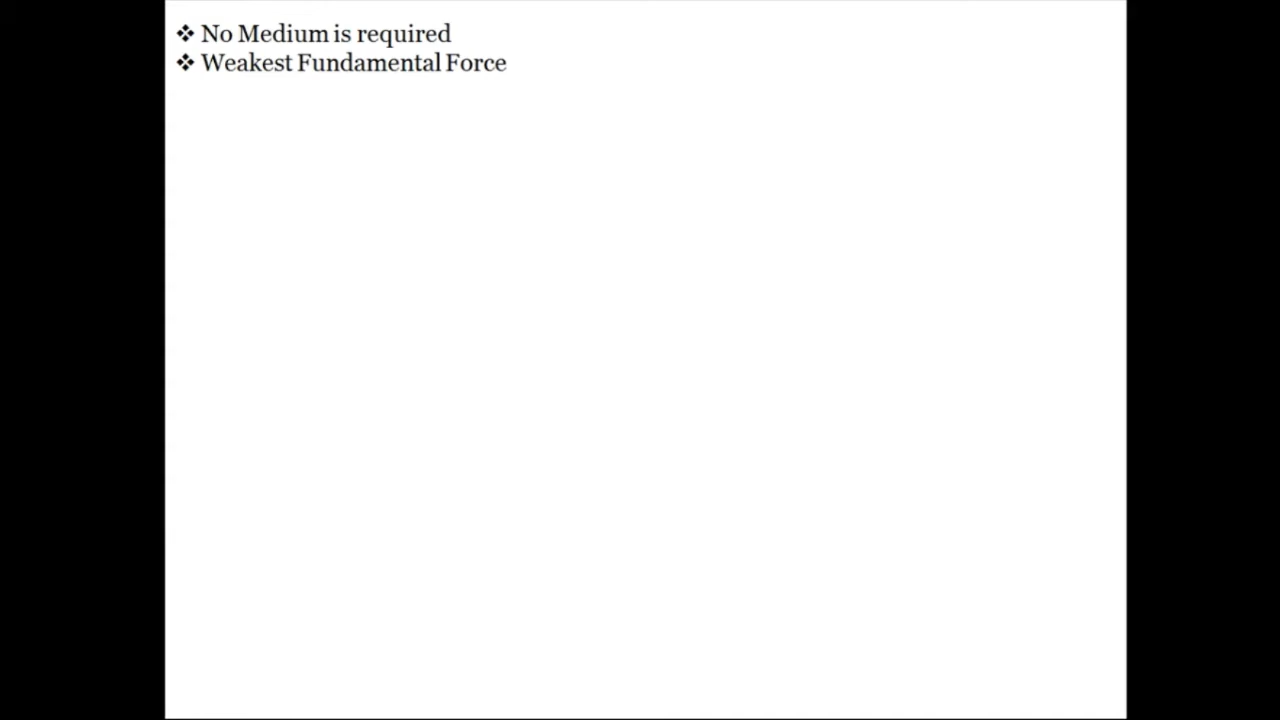 ❖ No Medium is required
❖ Weakest Fundamental Force